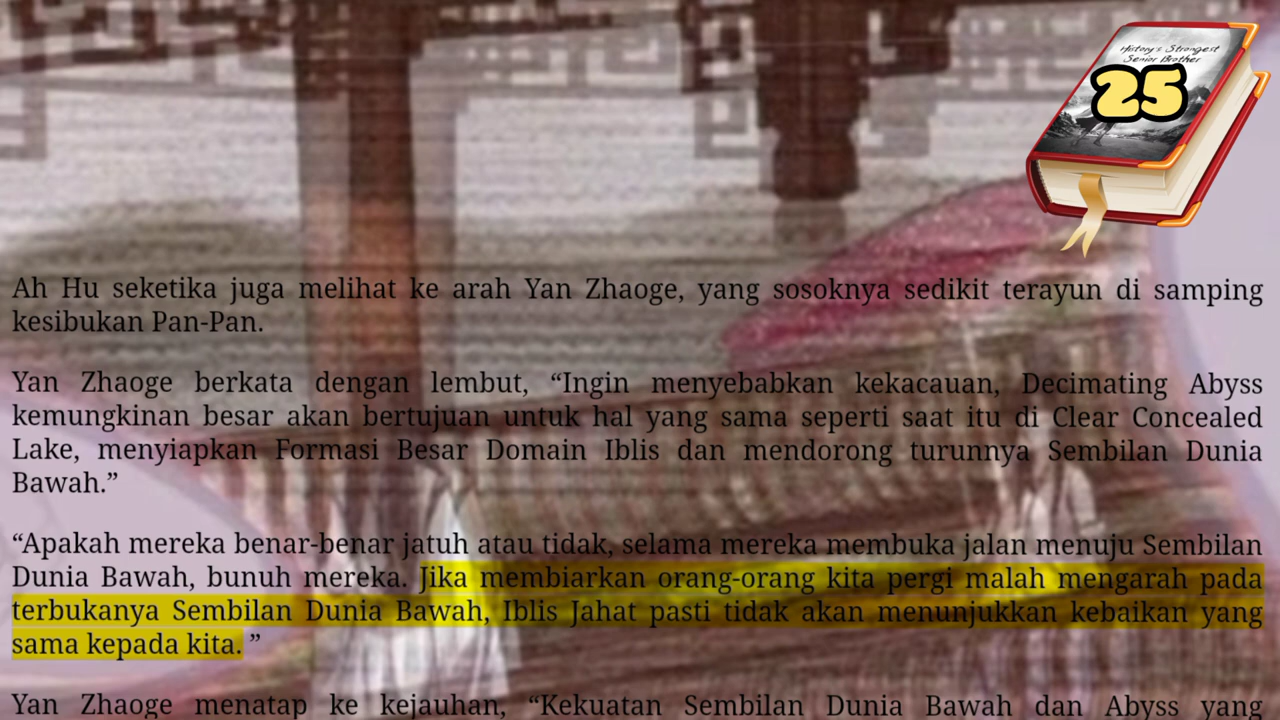 History's Strongest
Senior Brother
25
Ah Hu seketika juga melihat ke arah Yan Zhaoge, yang sosoknya sedikit terayun di samping
kesibukan Pan-Pan.
Yan Zhaoge berkata dengan lembut, “Ingin menyebabkan kekacauan, Decimating Abyss
kemungkinan besar akan bertujuan untuk hal yang sama seperti saat itu di Clear Concealed
Lake, menyiapkan Formasi Besar Domain Iblis dan mendorong turunnya Sembilan Dunia
Bawah.”
“Apakah mereka benar-benar jatuh atau tidak, selama mereka membuka jalan menuju Sembilan
Dunia Bawah, bunuh mereka. Jika membiarkan orang-orang kita pergi malah mengarah pada
terbukanya Sembilan Dunia Bawah, Iblis Jahat pasti tidak akan menunjukkan kebaikan yang
sama kepada kita. ”
Yan Zhaoge menatap ke kejauhan, “Kekuatan Sembilan Dunia Bawah dan Abyss yang